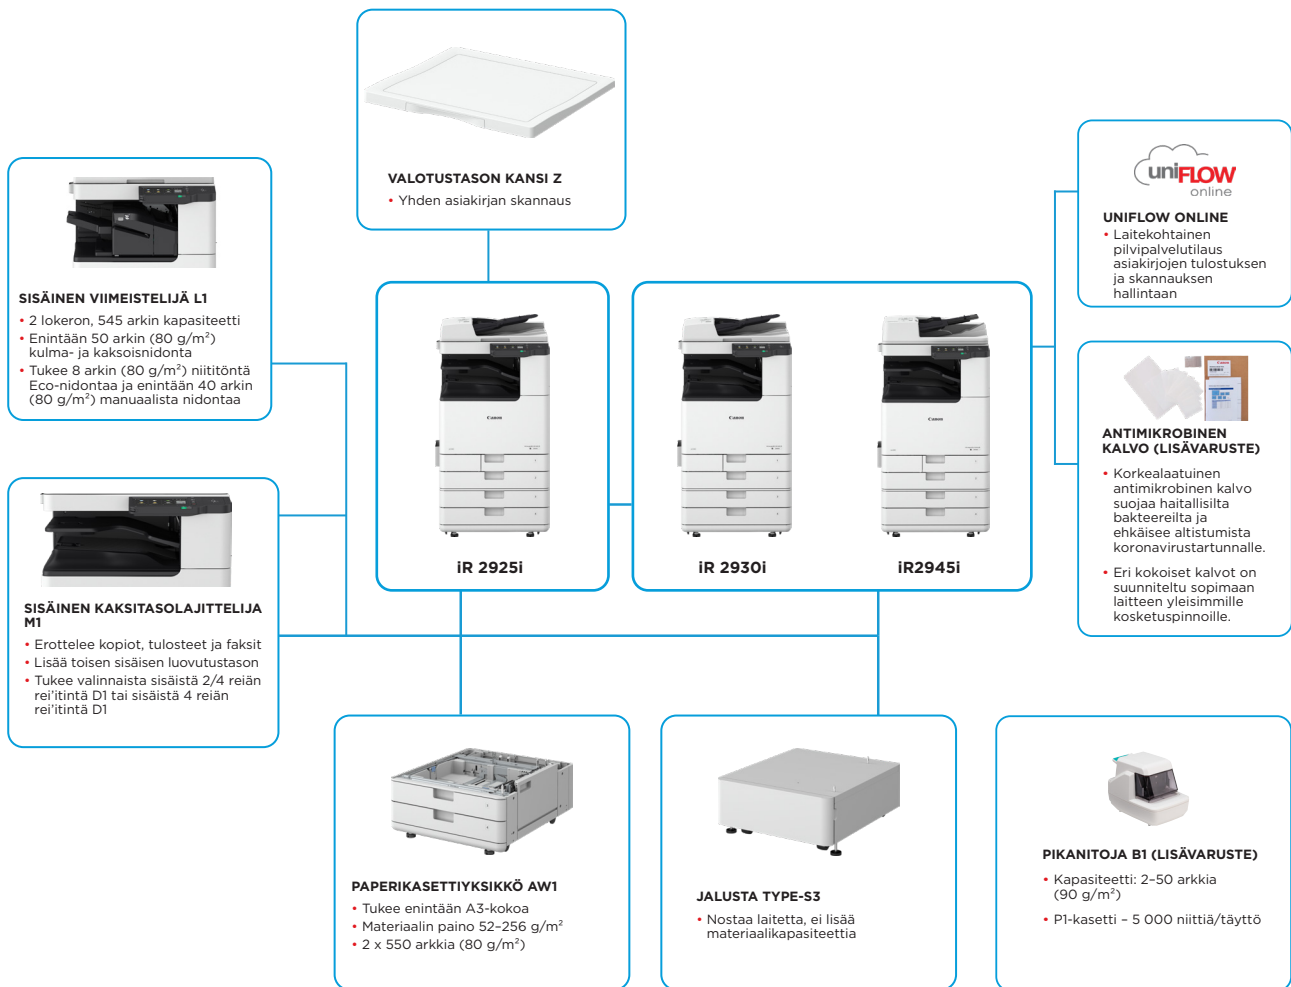 VALOTUSTASON KANSI Z
• Yhden asiakirjan skannaus
uniFLOW
online
UNIFLOW ONLINE
• Laitekohtainen
pilvipalvelutilaus
asiakirjojen tulostuksen
ja skannauksen
hallintaan
SISÄINEN VIIMEISTELIJÄ L1
• 2 lokeron, 545 arkin kapasiteetti
• Enintään 50 arkin (80 g/m²)
kulma- ja kaksoisnidonta
• Tukee 8 arkin (80 g/m²) niititöntä
Eco-nidontaa ja enintään 40 arkin
(80 g/m²) manuaalista nidontaa
Canon
Canon
Canon
iR 2925i
iR 2930i
iR2945i
ANTIMIKROBINEN
KALVO (LISÄVARUSTE)
• Korkealaatuinen
antimikrobinen kalvo
suojaa haitallisilta
bakteereilta ja
ehkäisee altistumista
koronavirustartunnalle.
• Eri kokoiset kalvot on
suunniteltu sopimaan
laitteen yleisimmille
kosketuspinnoille.
SISÄINEN KAKSITASOLAJITTELIJA
M1
• Erottelee kopiot, tulosteet ja faksit
• Lisää toisen sisäisen luovutustason
• Tukee valinnaista sisäistä 2/4 reiän
rei'itintä D1 tai sisäistä 4 reiän
rei'itintä D1
PAPERIKASETTIYKSIKKÖ AW1
• Tukee enintään A3-kokoa
• Materiaalin paino 52–256 g/m²
• 2 x 550 arkkia (80 g/m²)
JALUSTA TYPE-S3
• Nostaa laitetta, ei lisää
materiaalikapasiteettia
PIKANITOJA B1 (LISÄVARUSTE)
• Kapasiteetti: 2–50 arkkia
(90 g/m²)
• P1-kasetti – 5 000 niittiä/täyttö